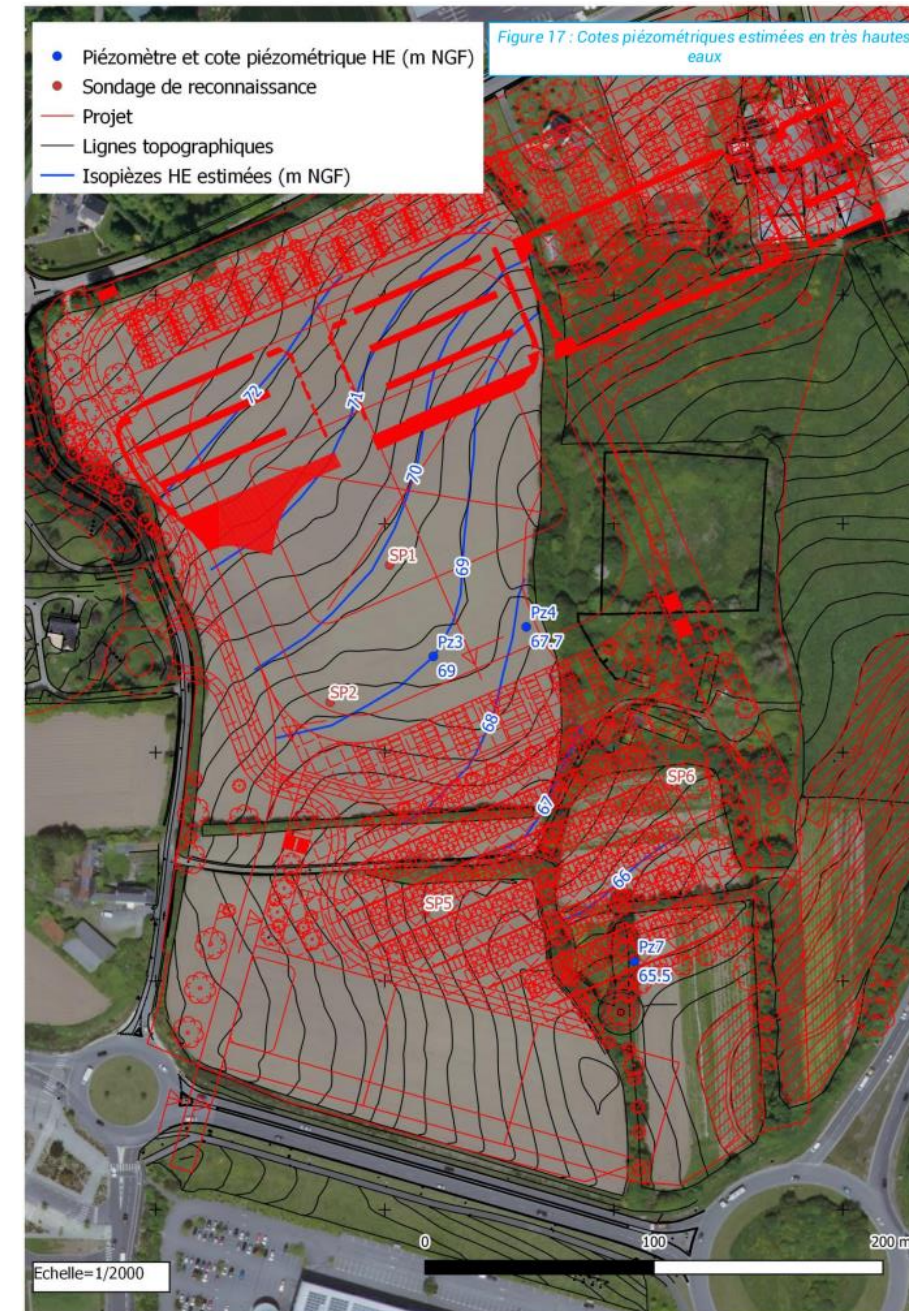 Figure 17 : Cotes piézométriques estimées en très hautes
eaux
Piézomètre et cote piézométrique HE (m NGF)
Sondage de reconnaissance
Projet
Lignes topographiques
Isopièzes HE estimées (m NGF)
72
71
70
69
SP1
Pz4
67.7
Pz3
69
SP2
68
67
SP6
66
SP5
Pz7
65.5
0
100
200 m
Echelle=1/2000